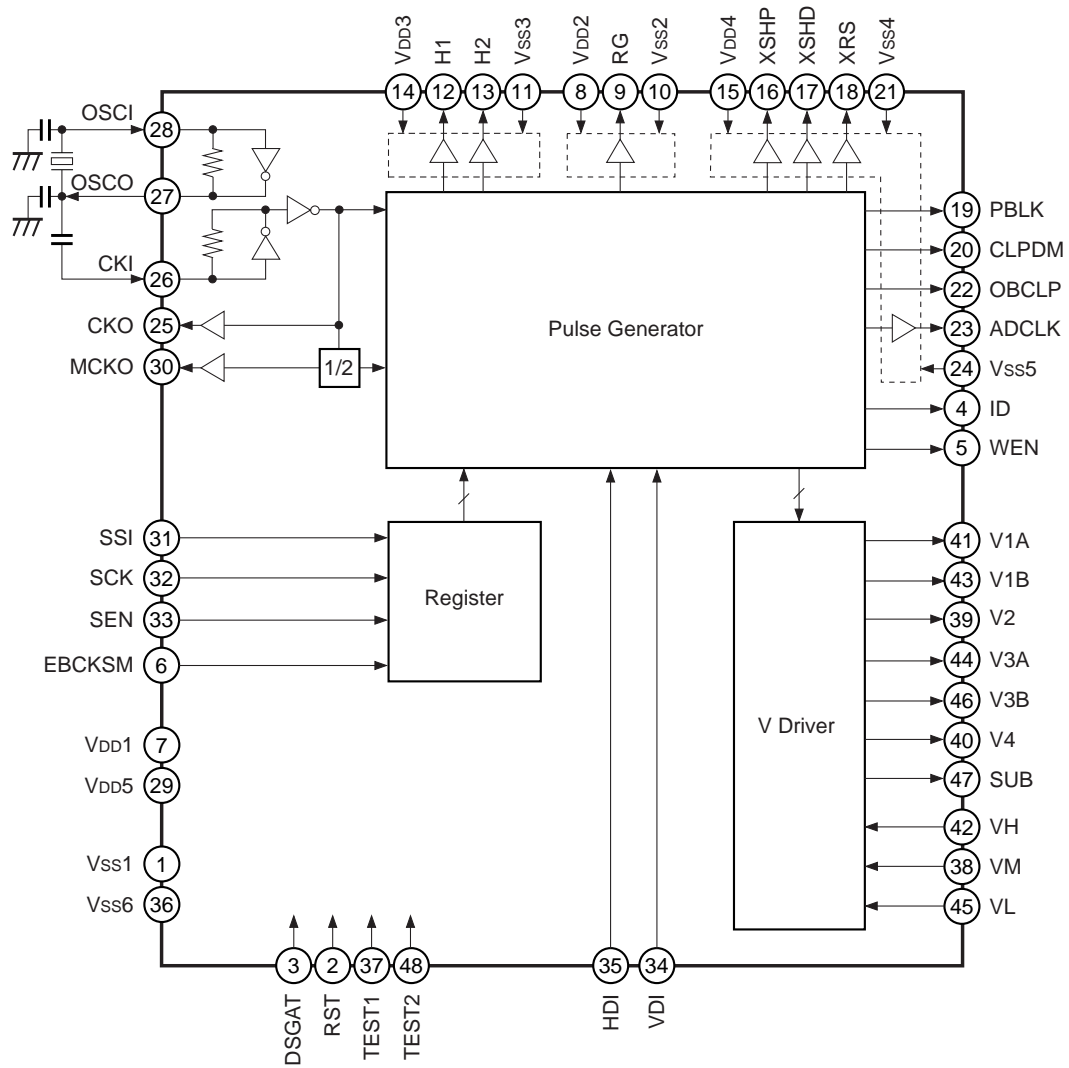 VDD3
H1
H2
VSS3
VDD2
RG
VSS2
VDD4
XSHP
XSHD
XRS
VSS4
14
12
13
11
8
9
10
15
16
17
18
21
OSCI
28
OSCO
27
CKI
26
CKO
25
MCKO
30
1/2
Pulse Generator
19
PBLK
20
CLPDM
22
OBCLP
23
ADCLK
24
VSS5
4
ID
5
WEN
SSI
31
SCK
32
SEN
33
EBCKSM
6
Register
VDD1
7
VDD5
29
VSS1
1
VSS6
36
V Driver
41
V1A
43
V1B
39
V2
44
V3A
46
V3B
40
V4
47
SUB
42
VH
38
VM
45
VL
3
2
37
48
35
34
DSGAT
RST
TEST1
TEST2
HDI
VDI